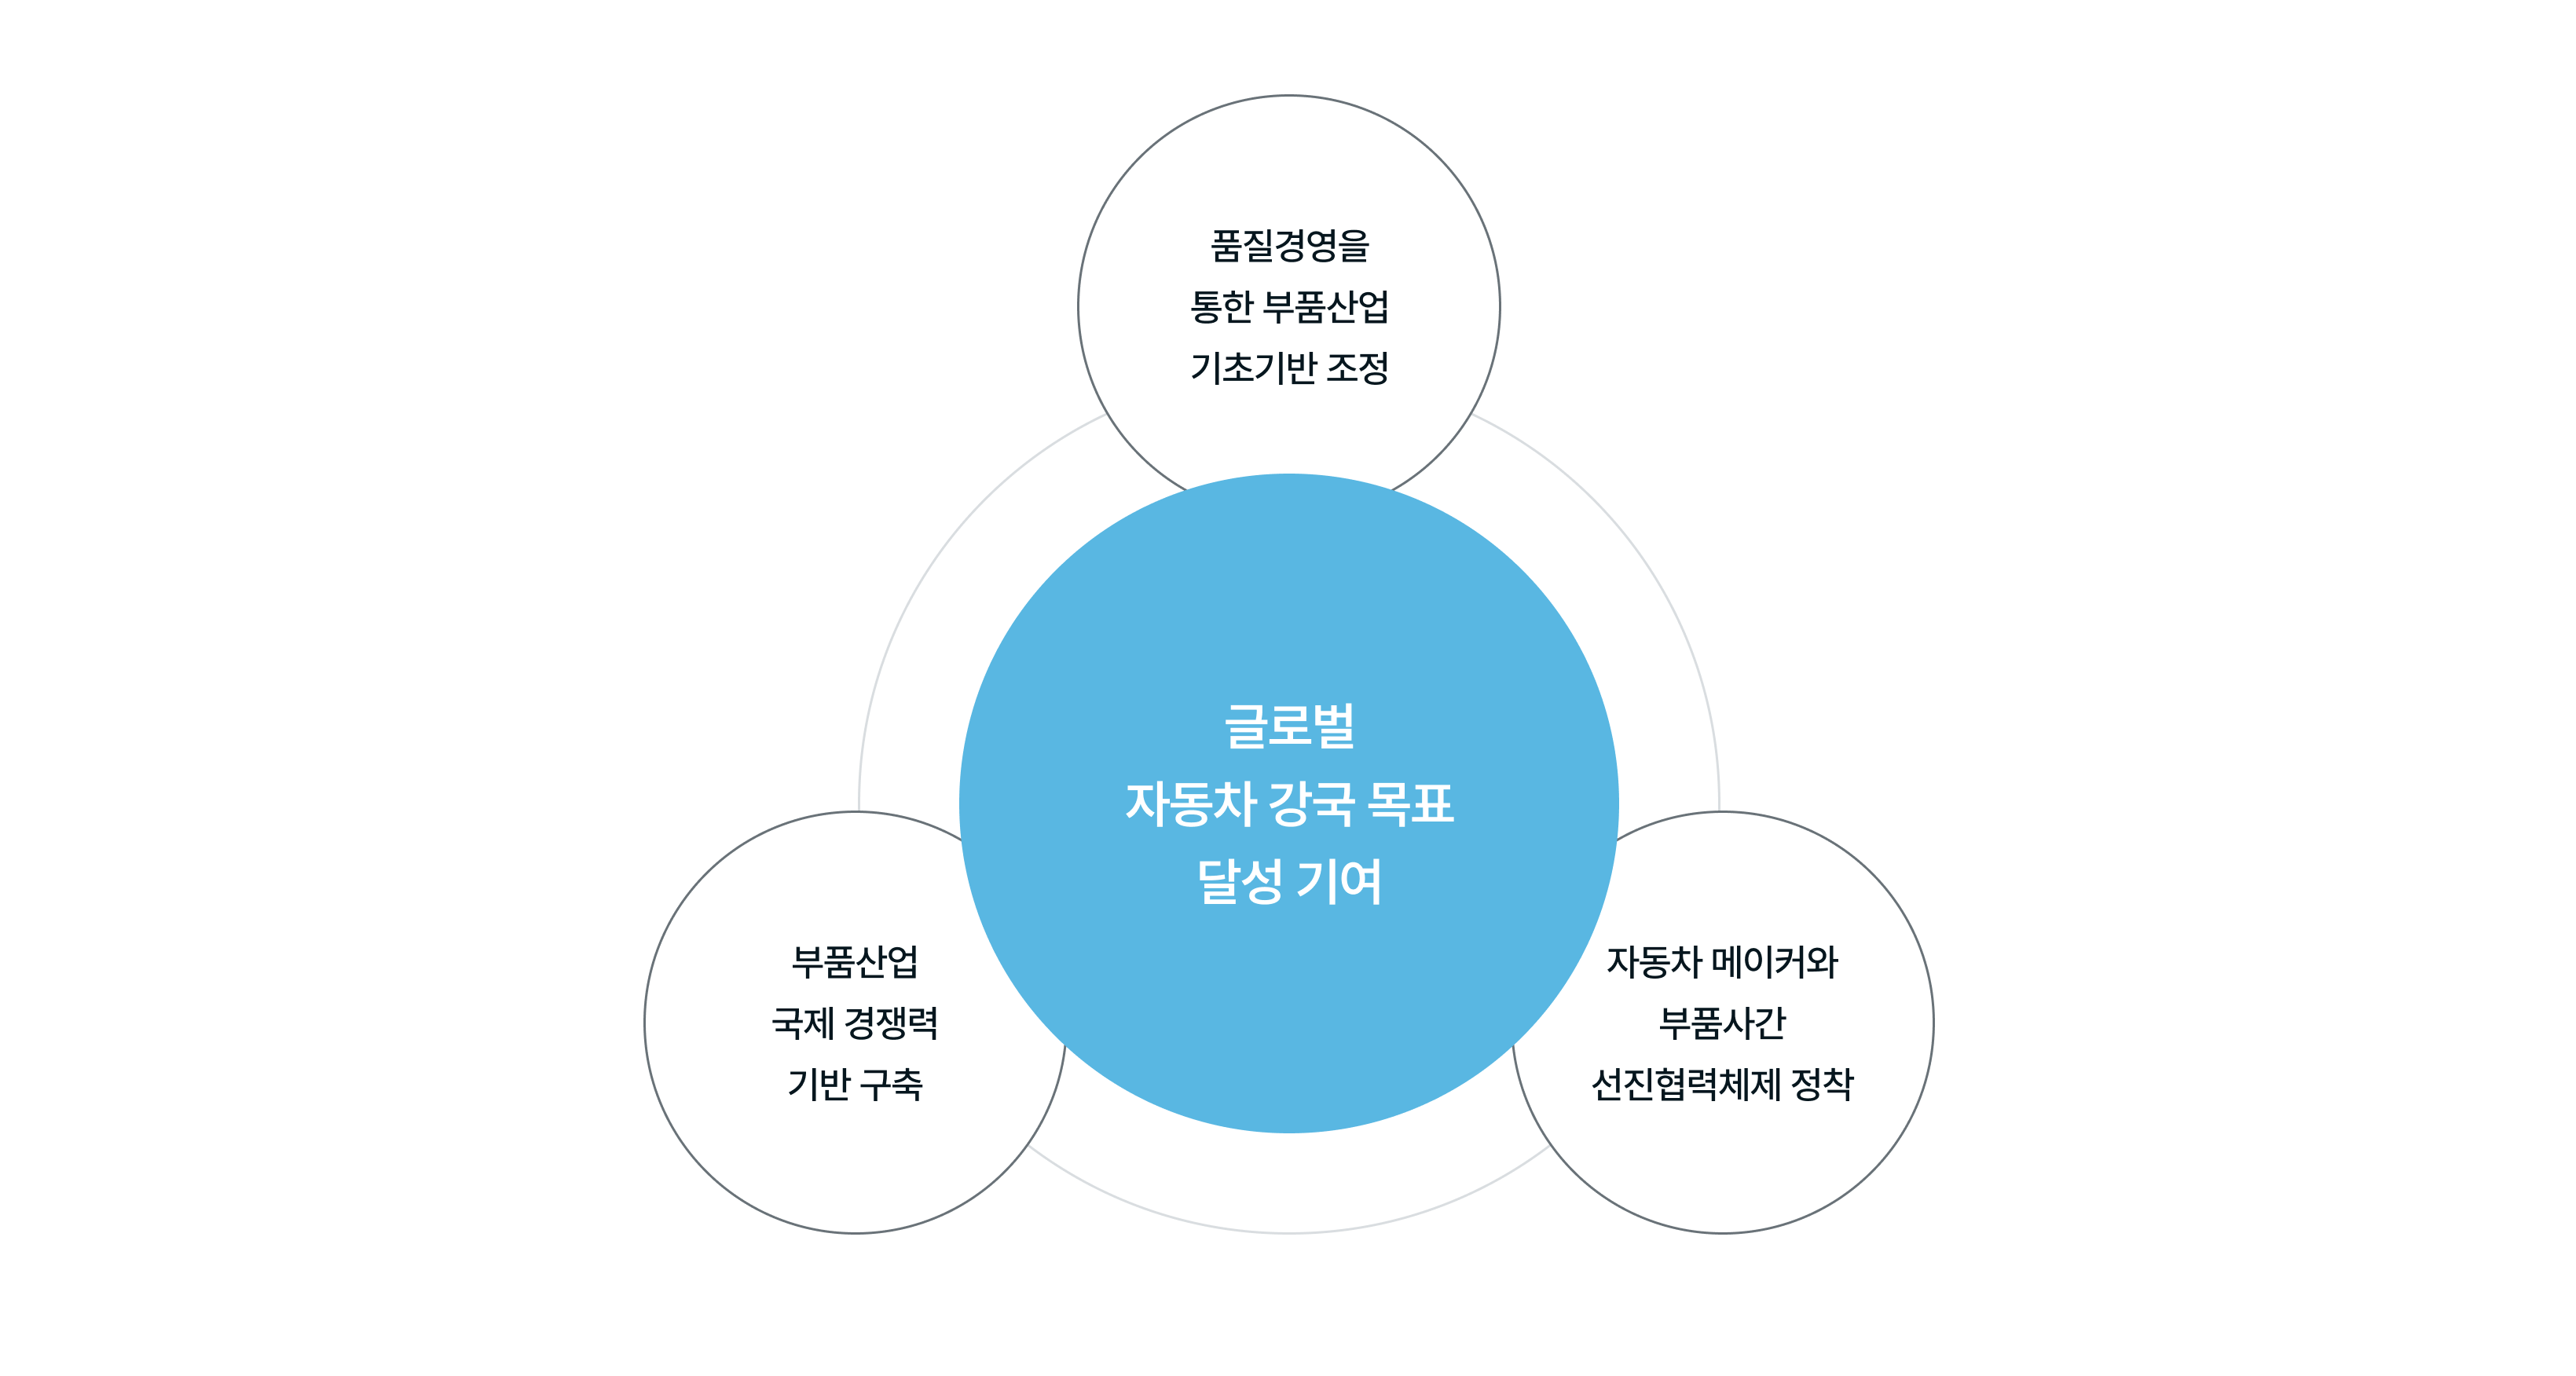 품질경영을
통한 부품산업
기초기반 조정
글로벌
자동차 강국 목표
달성 기여
부품산업
국제 경쟁력
기반 구축
자동차 메이커와
부품사간
선진협력체제 정착